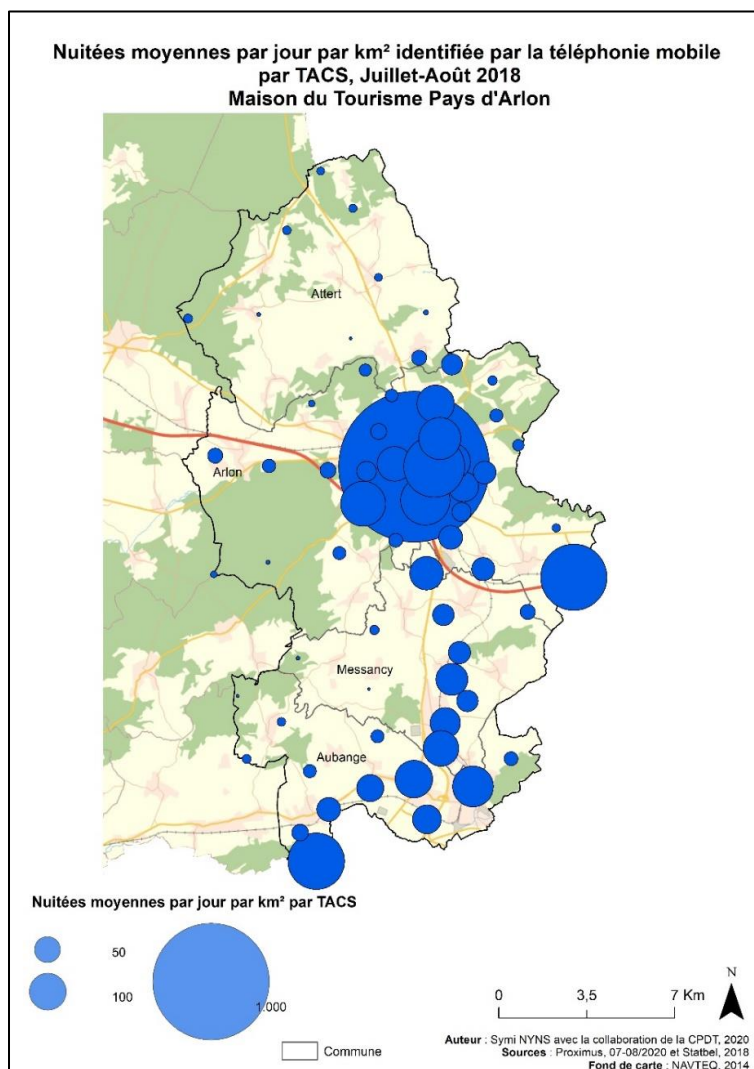 Nuitées moyennes par jour par km² identifiée par la téléphonie mobile
par TACS, Juillet-Août 2018
Maison du Tourisme Pays d'Arlon
Attert
Arlon
Messancy
Aubange
Nuitées moyennes par jour par km² par TACS
50
100
1.000
Commune
N
0 3,5 7 Km
Auteur : Symi NYNS avec la collaboration de la CPDT, 2020
Sources : Proximus, 07-08/2020 et Statbel, 2018
Fond de carte : NAVTEQ, 2014